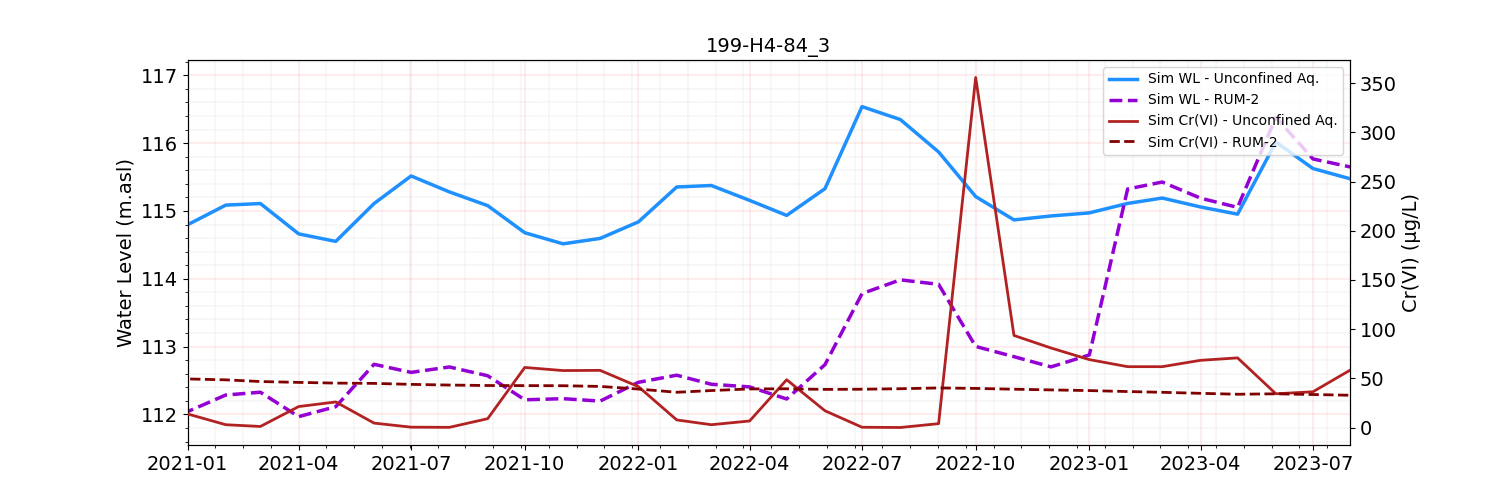 199-H4-84_3
Water Level (m.asl)
117
116
115
114
113
112
Sim WL - Unconfined Aq.
Sim WL - RUM-2
Sim Cr(VI) - Unconfined Aq.
Sim Cr(VI) - RUM-2
350
300
250
200
150
100
50
0
Cr(VI) (µg/L)
2021-01 2021-04 2021-07 2021-10 2022-01 2022-04 2022-07 2022-10 2023-01 2023-04 2023-07